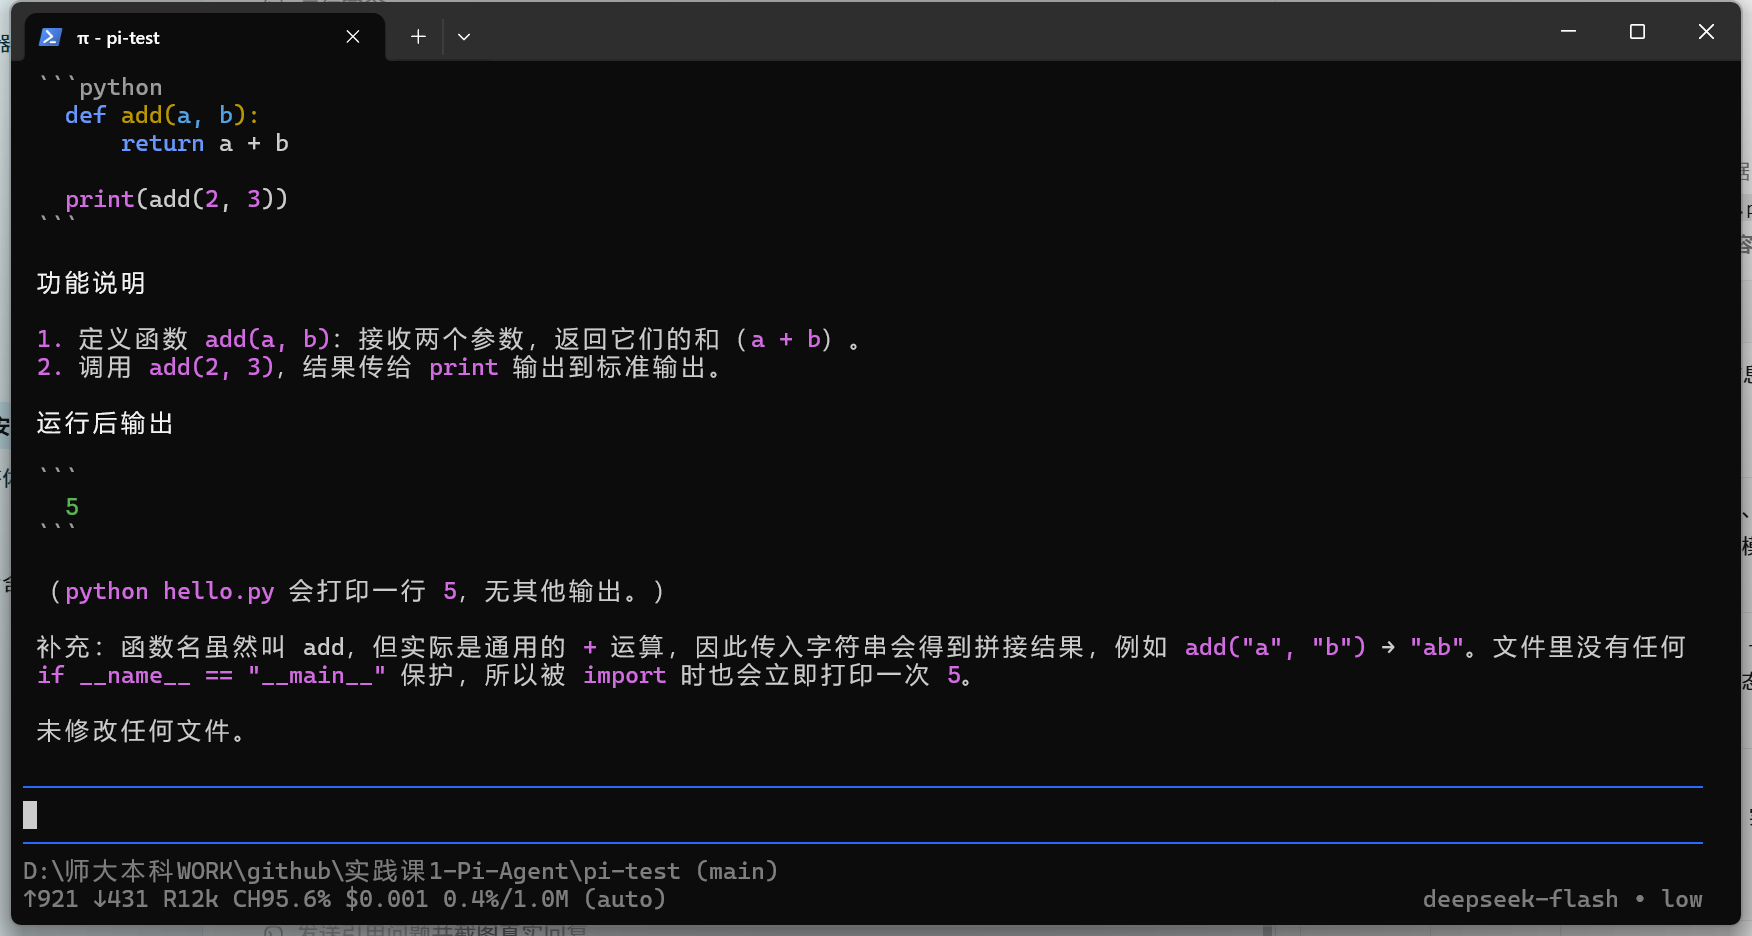 π - pi-test
```python
def add(a, b):
return a + b
print(add(2, 3))
```
功能说明
1. 定义函数 add(a, b): 接收两个参数, 返回它们的和 (a + b) 。
2. 调用 add(2, 3), 结果传给 print 输出到标准输出。
运行后输出
```
5
```
(python hello.py 会打印一行 5, 无其他输出。)
补充: 函数名虽然叫 add, 但实际是通用的 + 运算, 因此传入字符串会得到拼接结果, 例如 add("a", "b") → "ab"。文件里没有任何
if __name__ == "__main__" 保护, 所以被 import 时也会立即打印一次 5。
未修改任何文件。
D:\师大本科WORK\github\实践课1-Pi-Agent\pi-test (main)
↑921 ↓431 R12k CH95.6% $0.001 0.4%/1.0M (auto)
deepseek-flash • low